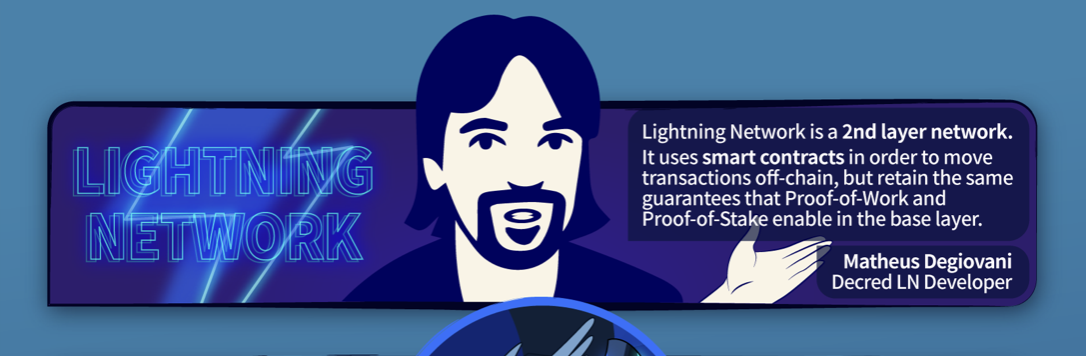 LIGHTNING
NETWORK
Lightning Network is a 2nd layer network.
It uses smart contracts in order to move
transactions off-chain, but retain the same
guarantees that Proof-of-Work and
Proof-of-Stake enable in the base layer.
Matheus Degiovani
Decred LN Developer